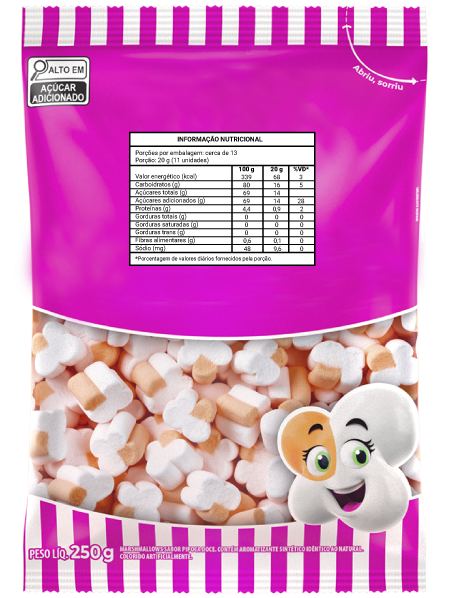 Abriu, sorriu
ALTO EM
AÇÚCAR
ADICIONADO
INFORMAÇÃO NUTRICIONAL
Porções por embalagem: cerca de 13
Porção: 20 g (11 unidades)
100 g 20 g %VD*
Valor energético (kcal) 339 68 3
Carboidratos (g) 80 16 5
Açúcares totais (g) 69 14
Açúcares adicionados (g) 69 14 28
Proteínas (g) 4,4 0,9 2
Gorduras totais (g) 0 0 0
Gorduras saturadas (g) 0 0 0
Gorduras trans (g) 0 0 0
Fibras alimentares (g) 0,6 0,1 0
Sódio (mg) 48 9,6 0
*Porcentagem de valores diários fornecidos pela porção.
PESO LÍQ. 250g
MARSHMALLOWS SABOR PIPOCA DOCE. CONTÉM AROMATIZANTE SINTÉTICO IDÊNTICO AO NATURAL.
COLORIDO ARTIFICIALMENTE.